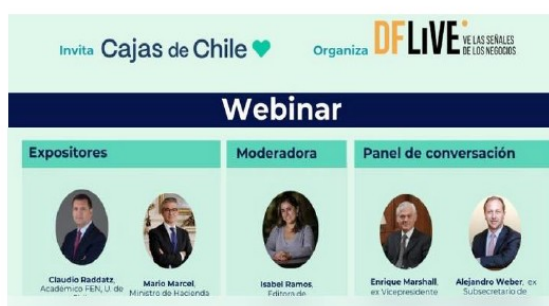 Invita Cajas de Chile Organiza DF LiVE VE LAS SEÑALES
DE LOS NEGOCIOS
Webinar
Expositores Moderadora Panel de conversación
Claudio Raddatz,
Académico FEN, U. de
Mario Marcel,
Ministro de Hacienda
Isabel Ramos,
Editora de
Enrique Marshall,
ex Vicepresidente
Alejandro Weber, ex
Subsecretario de